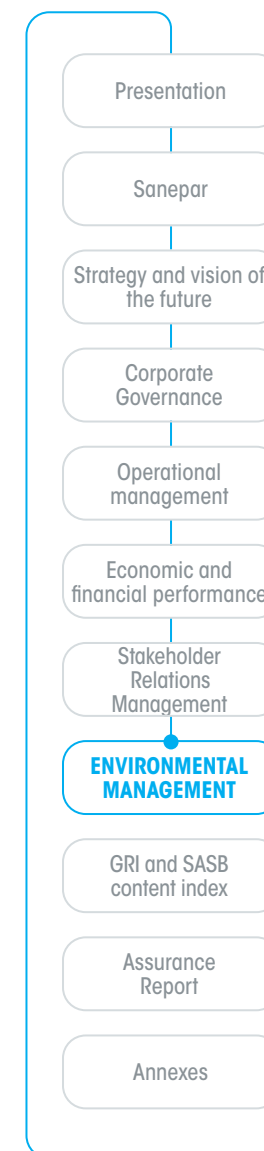 Presentation
Sanepar
Strategy and vision of
the future
Corporate
Governance
Operational
management
Economic and
financial performance
Stakeholder
Relations
Management
ENVIRONMENTAL
MANAGEMENT
GRI and SASB
content index
Assurance
Report
Annexes